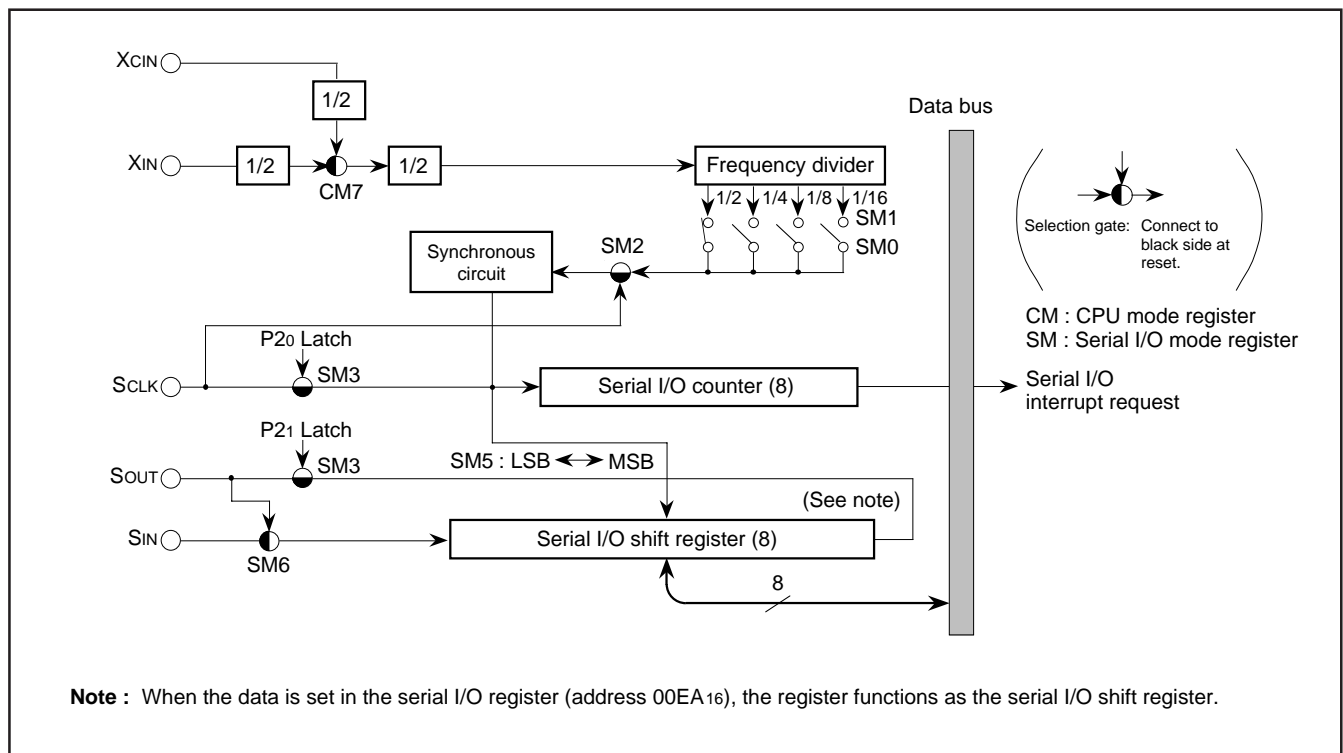 XCIN
1/2
Data bus
XIN
1/2
CM7
1/2
Frequency divider
1/2
1/4
1/8
1/16
SM1
SM0
Selection gate: Connect to
black side at
reset.
Synchronous
circuit
SM2
CM : CPU mode register
SM : Serial I/O mode register
P20 Latch
SCLK
SM3
Serial I/O counter (8)
Serial I/O
interrupt request
P21 Latch
SM3
SM5 : LSB MSB
SOUT
(See note)
SIN
SM6
Serial I/O shift register (8)
8
Note : When the data is set in the serial I/O register (address 00EA16), the register functions as the serial I/O shift register.